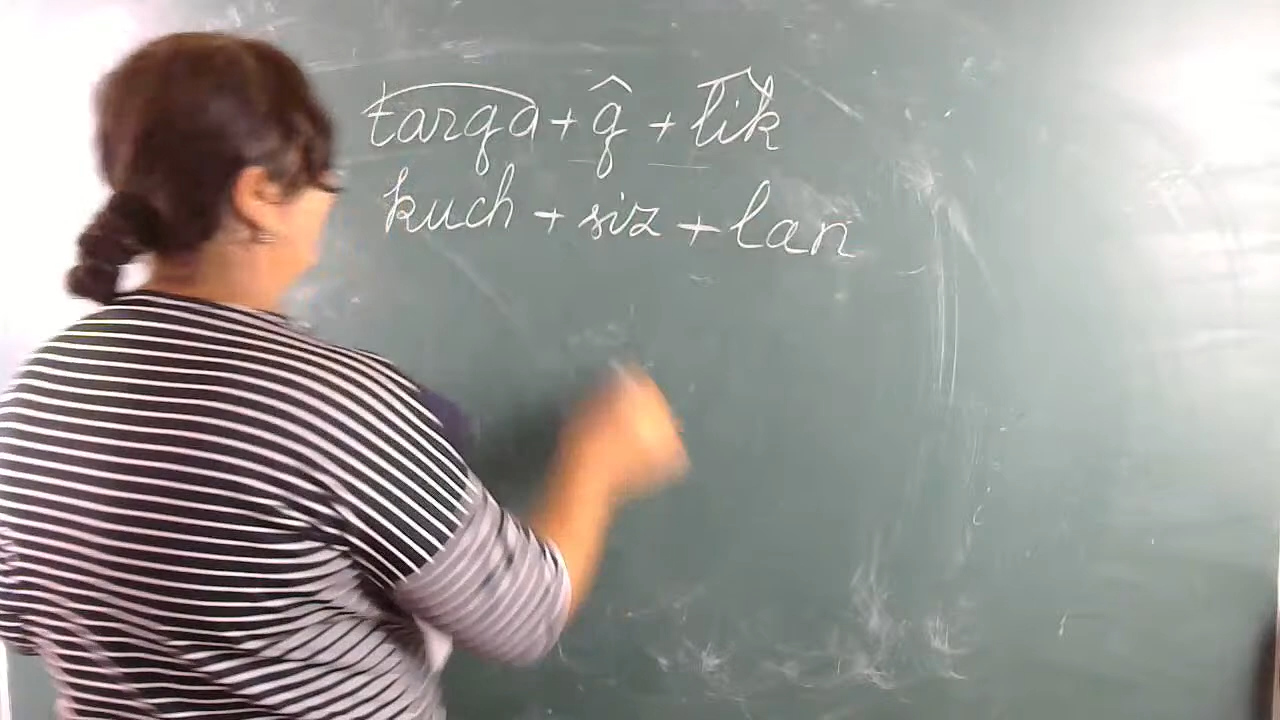 tarqa + q + lik
kuch + siz + lan